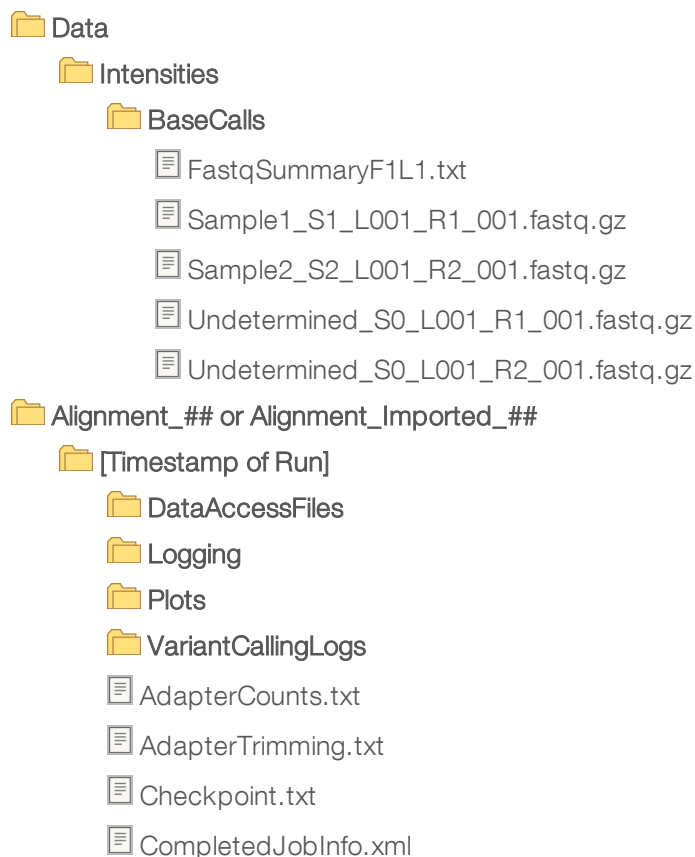 Data
Intensities
BaseCalls
FastqSummaryF1L1.txt
Sample1_S1_L001_R1_001.fastq.gz
Sample2_S2_L001_R2_001.fastq.gz
Undetermined_S0_L001_R1_001.fastq.gz
Undetermined_S0_L001_R2_001.fastq.gz
Alignment_## or Alignment_Imported_##
[Timestamp of Run]
DataAccessFiles
Logging
Plots
VariantCallingLogs
AdapterCounts.txt
AdapterTrimming.txt
Checkpoint.txt
CompletedJobInfo.xml